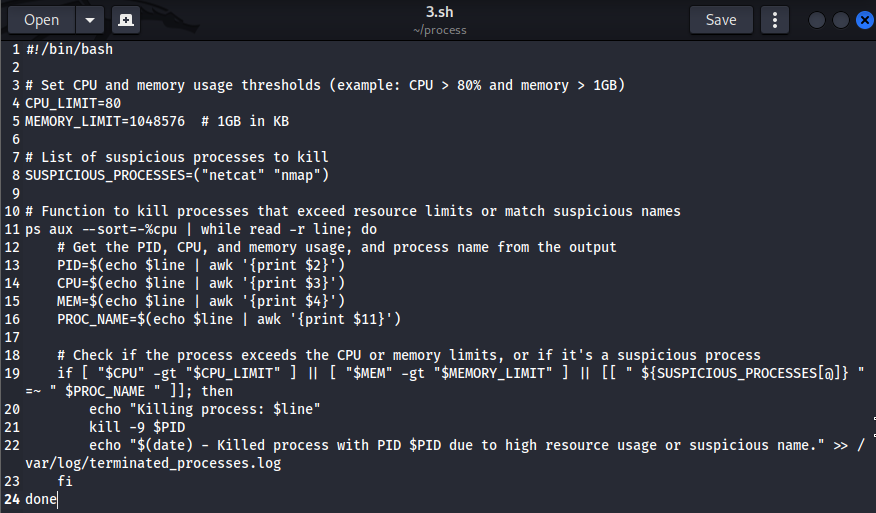 Open
3.sh
~/process
Save
1 #!/bin/bash
2
3 # Set CPU and memory usage thresholds (example: CPU > 80% and memory > 1GB)
4 CPU_LIMIT=80
5 MEMORY_LIMIT=1048576  # 1GB in KB
6
7 # List of suspicious processes to kill
8 SUSPICIOUS_PROCESSES=("netcat" "nmap")
9
10 # Function to kill processes that exceed resource limits or match suspicious names
11 ps aux --sort=-%cpu | while read -r line; do
12     # Get the PID, CPU, and memory usage, and process name from the output
13     PID=$(echo $line | awk '{print $2}')
14     CPU=$(echo $line | awk '{print $3}')
15     MEM=$(echo $line | awk '{print $4}')
16     PROC_NAME=$(echo $line | awk '{print $11}')
17
18     # Check if the process exceeds the CPU or memory limits, or if it's a suspicious process
19     if [ "$CPU" -gt "$CPU_LIMIT" ] || [ "$MEM" -gt "$MEMORY_LIMIT" ] || [[ " ${SUSPICIOUS_PROCESSES[@]} "
=~ " $PROC_NAME " ]]; then
20         echo "Killing process: $line"
21         kill -9 $PID
22         echo "$(date) - Killed process with PID $PID due to high resource usage or suspicious name." >> /
var/log/terminated_processes.log
23     fi
24 done